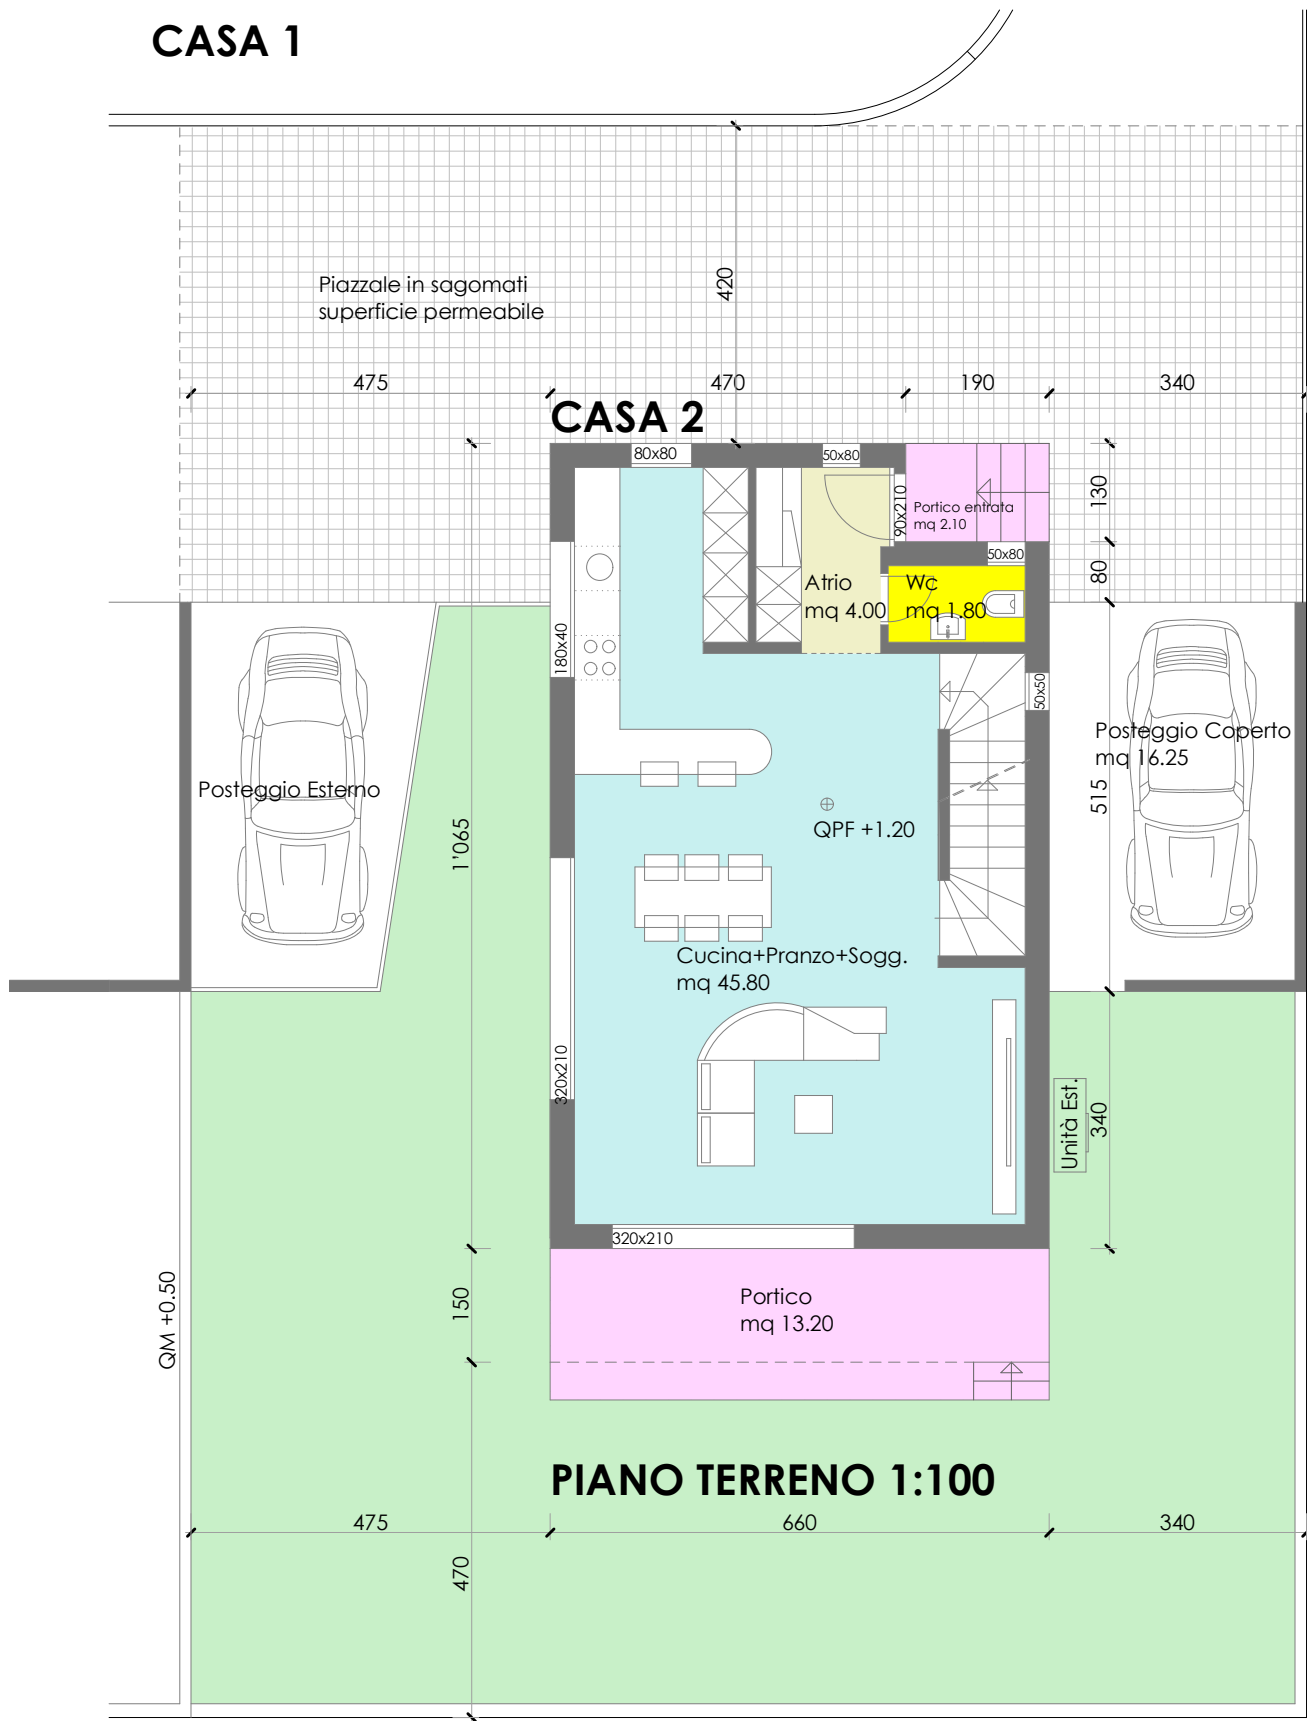 CASA 1
420
Piazzale in sagomati
superficie permeabile
475
470
190
340
CASA 2
80x80
50x80
90x210
Portico entrata
mq 2.10
130
50x80
80
Atrio
mq 4.00
Wc
mq 1.80
180x40
50x50
Posteggio Coperto
mq 16.25
515
Posteggio Esterno
1'065
QPF +1.20
Cucina+Pranzo+Sogg.
mq 45.80
320x210
Unità Est.
340
320x210
QM +0.50
150
Portico
mq 13.20
PIANO TERRENO 1:100
475
660
340
470